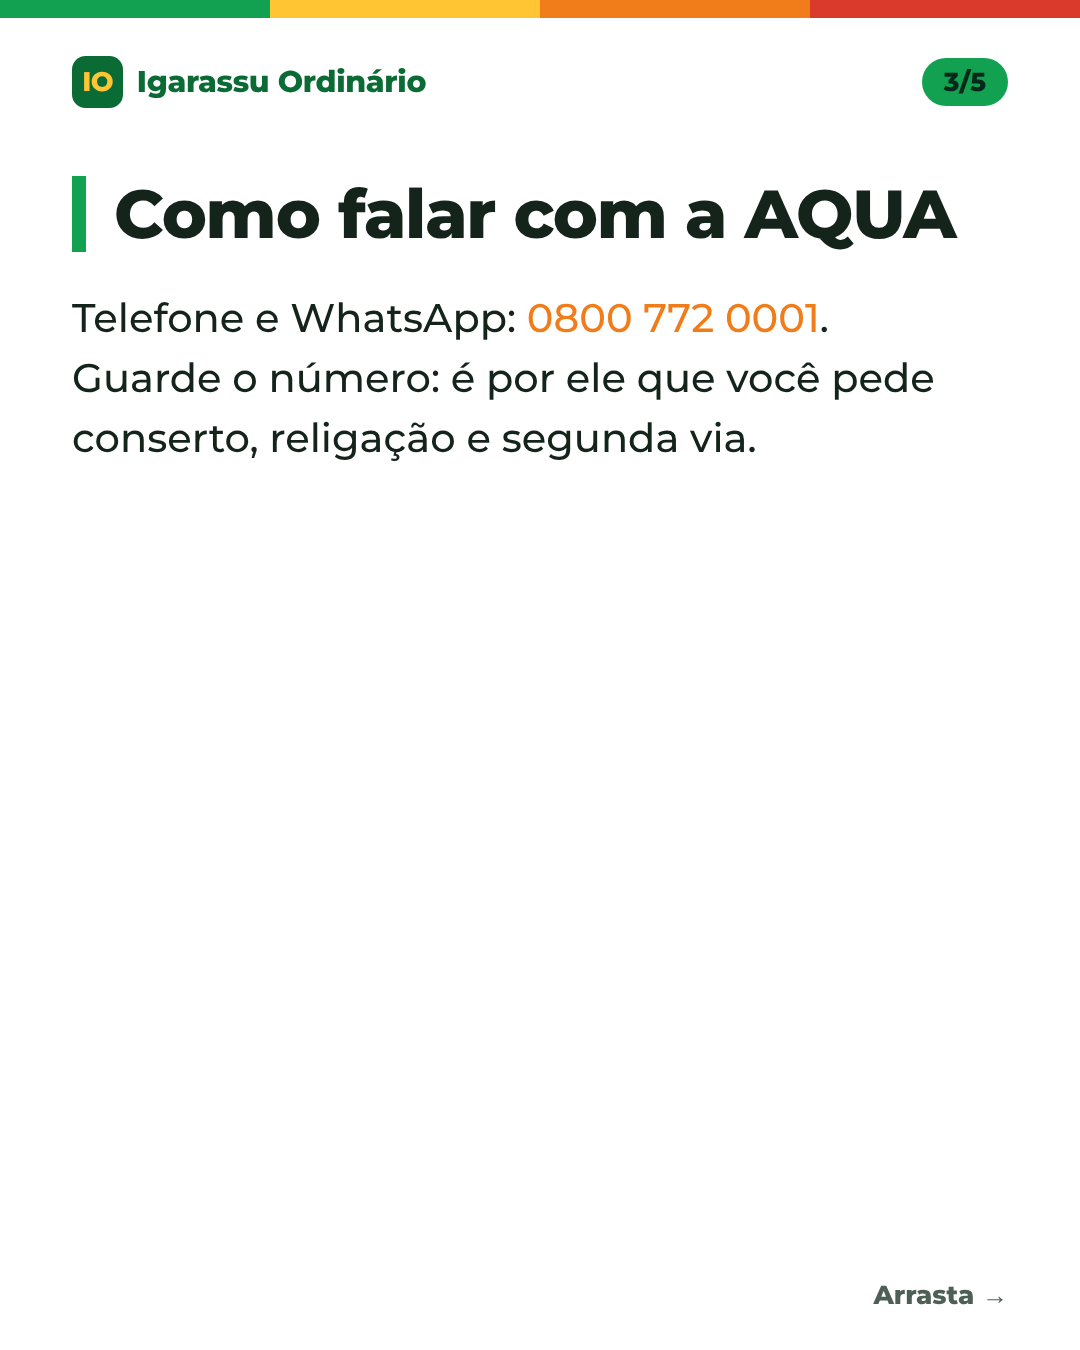 IO Igarassu Ordinário
3/5
Como falar com a AQUA
Telefone e WhatsApp: 0800 772 0001.
Guarde o número: é por ele que você pede
conserto, religação e segunda via.
Arrasta →